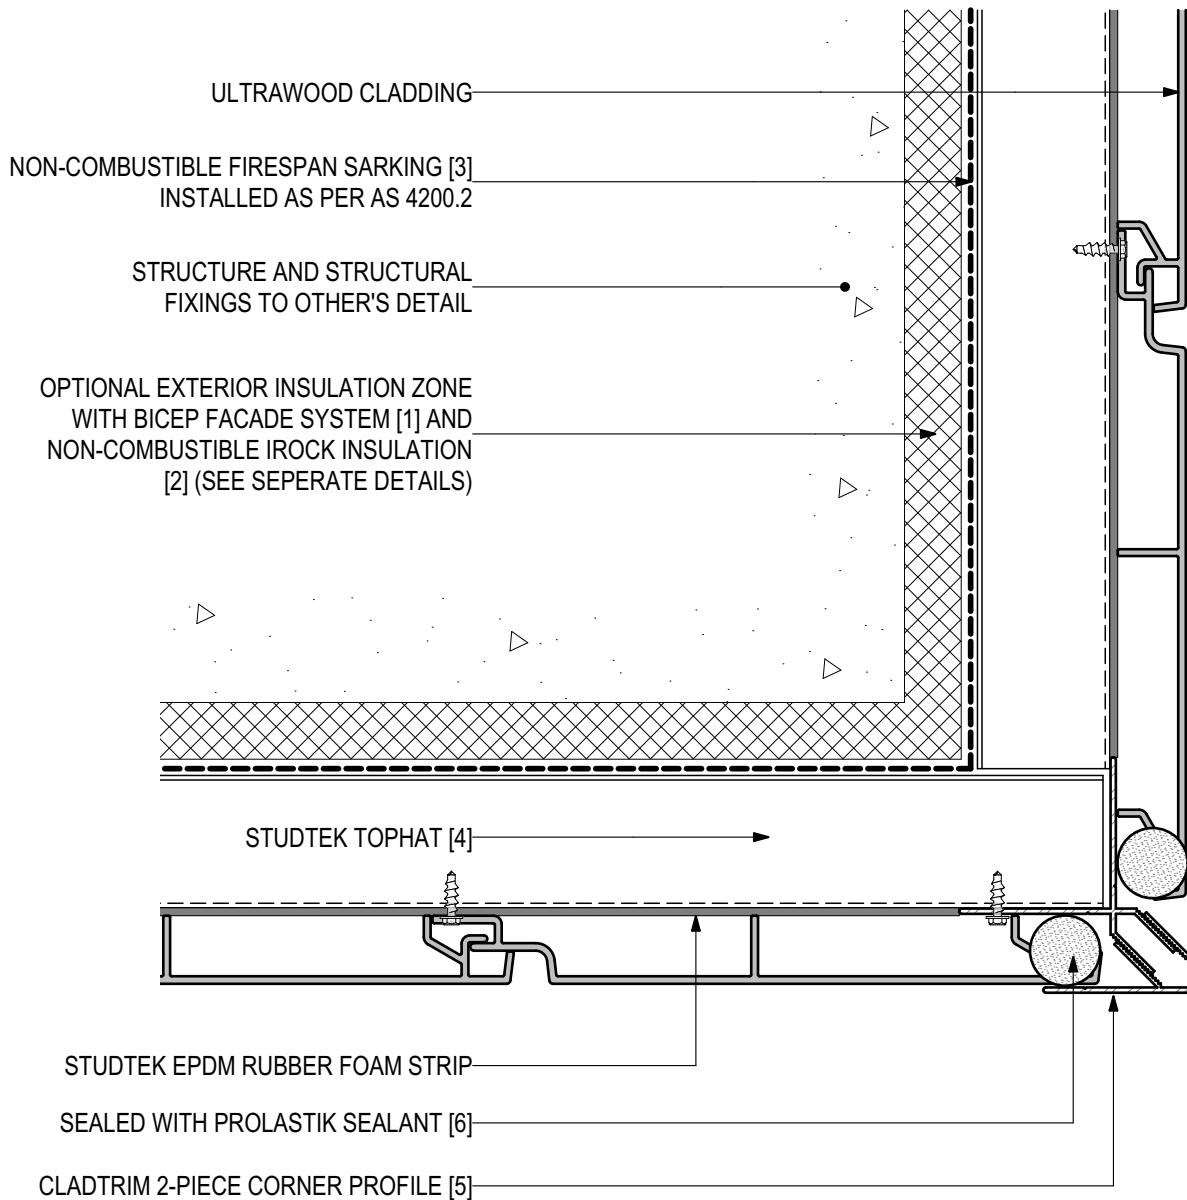 ULTRAWOOD CLADDING
NON-COMBUSTIBLE FIRESPAN SARKING [3]
INSTALLED AS PER AS 4200.2
STRUCTURE AND STRUCTURAL
FIXINGS TO OTHER'S DETAIL
OPTIONAL EXTERIOR INSULATION ZONE
WITH BICEP FACADE SYSTEM [1] AND
NON-COMBUSTIBLE IROCK INSULATION
[2] (SEE SEPERATE DETAILS)
STUDTEK TOPHAT [4]
STUDTEK EPDM RUBBER FOAM STRIP
SEALED WITH PROLASTIK SEALANT [6]
CLADTRIM 2-PIECE CORNER PROFILE [5]